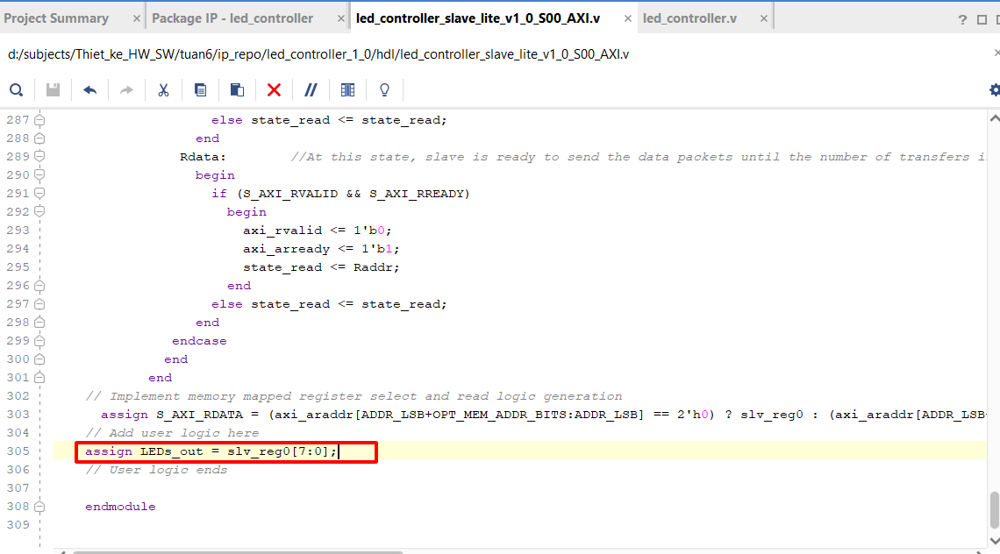 Project Summary × Package IP - led_controller × led_controller_slave_lite_v1_0_S00_AXI.v × led_controller.v × ?
d:/subjects/Thiet_ke_HW_SW/tuan6/ip_repo/led_controller_1_0/hdl/led_controller_slave_lite_v1_0_S00_AXI.v
287 else state_read <= state_read;
288 end
289 Rdata: //At this state, slave is ready to send the data packets until the number of transfers i
290 begin
291 if (S_AXI_RVALID && S_AXI_RREADY)
292 begin
293 axi_rvalid <= 1'b0;
294 axi_arready <= 1'b1;
295 state_read <= Raddr;
296 end
297 else state_read <= state_read;
298 end
299 endcase
300 end
301 end
302 // Implement memory mapped register select and read logic generation
303 assign S_AXI_RDATA = (axi_araddr[ADDR_LSB+OPT_MEM_ADDR_BITS:ADDR_LSB] == 2'h0) ? slv_reg0 : (axi_araddr[ADDR_LSB
304 // Add user logic here
305 assign LEDs_out = slv_reg0[7:0];
306 // User logic ends
307
308 endmodule
309